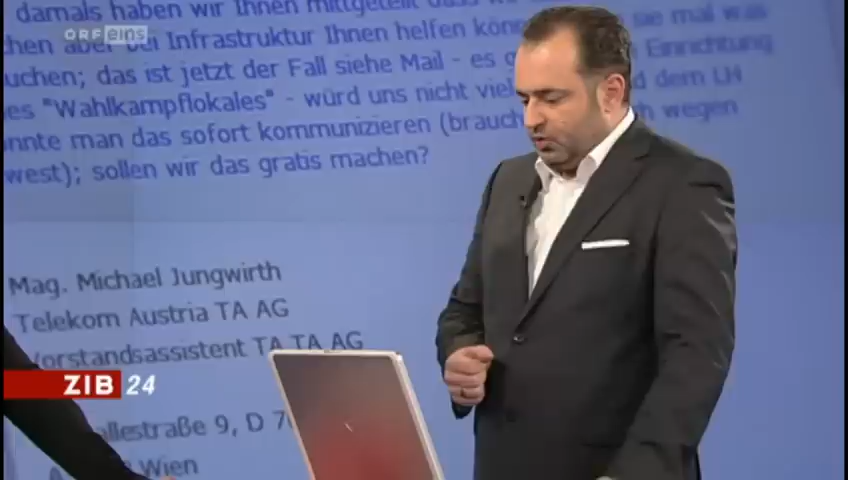 damals haben wir Ihnen mitgeteilt dass
ORF eins
chen aber bei Infrastruktur Ihnen helfen sie mal was
uchen; das ist jetzt der Fall siehe Mail - es Einrichtung
es "Wahlkampflokales" - würd uns nicht viel d dem LH
nnte man das sofort kommunizieren (brauch h wegen
west); sollen wir das gratis machen?
Mag. Michael Jungwirth
Telekom Austria TA AG
Vorstandsassistent TA TA AG
ZIB 24
allestraße 9, D 7
Wien